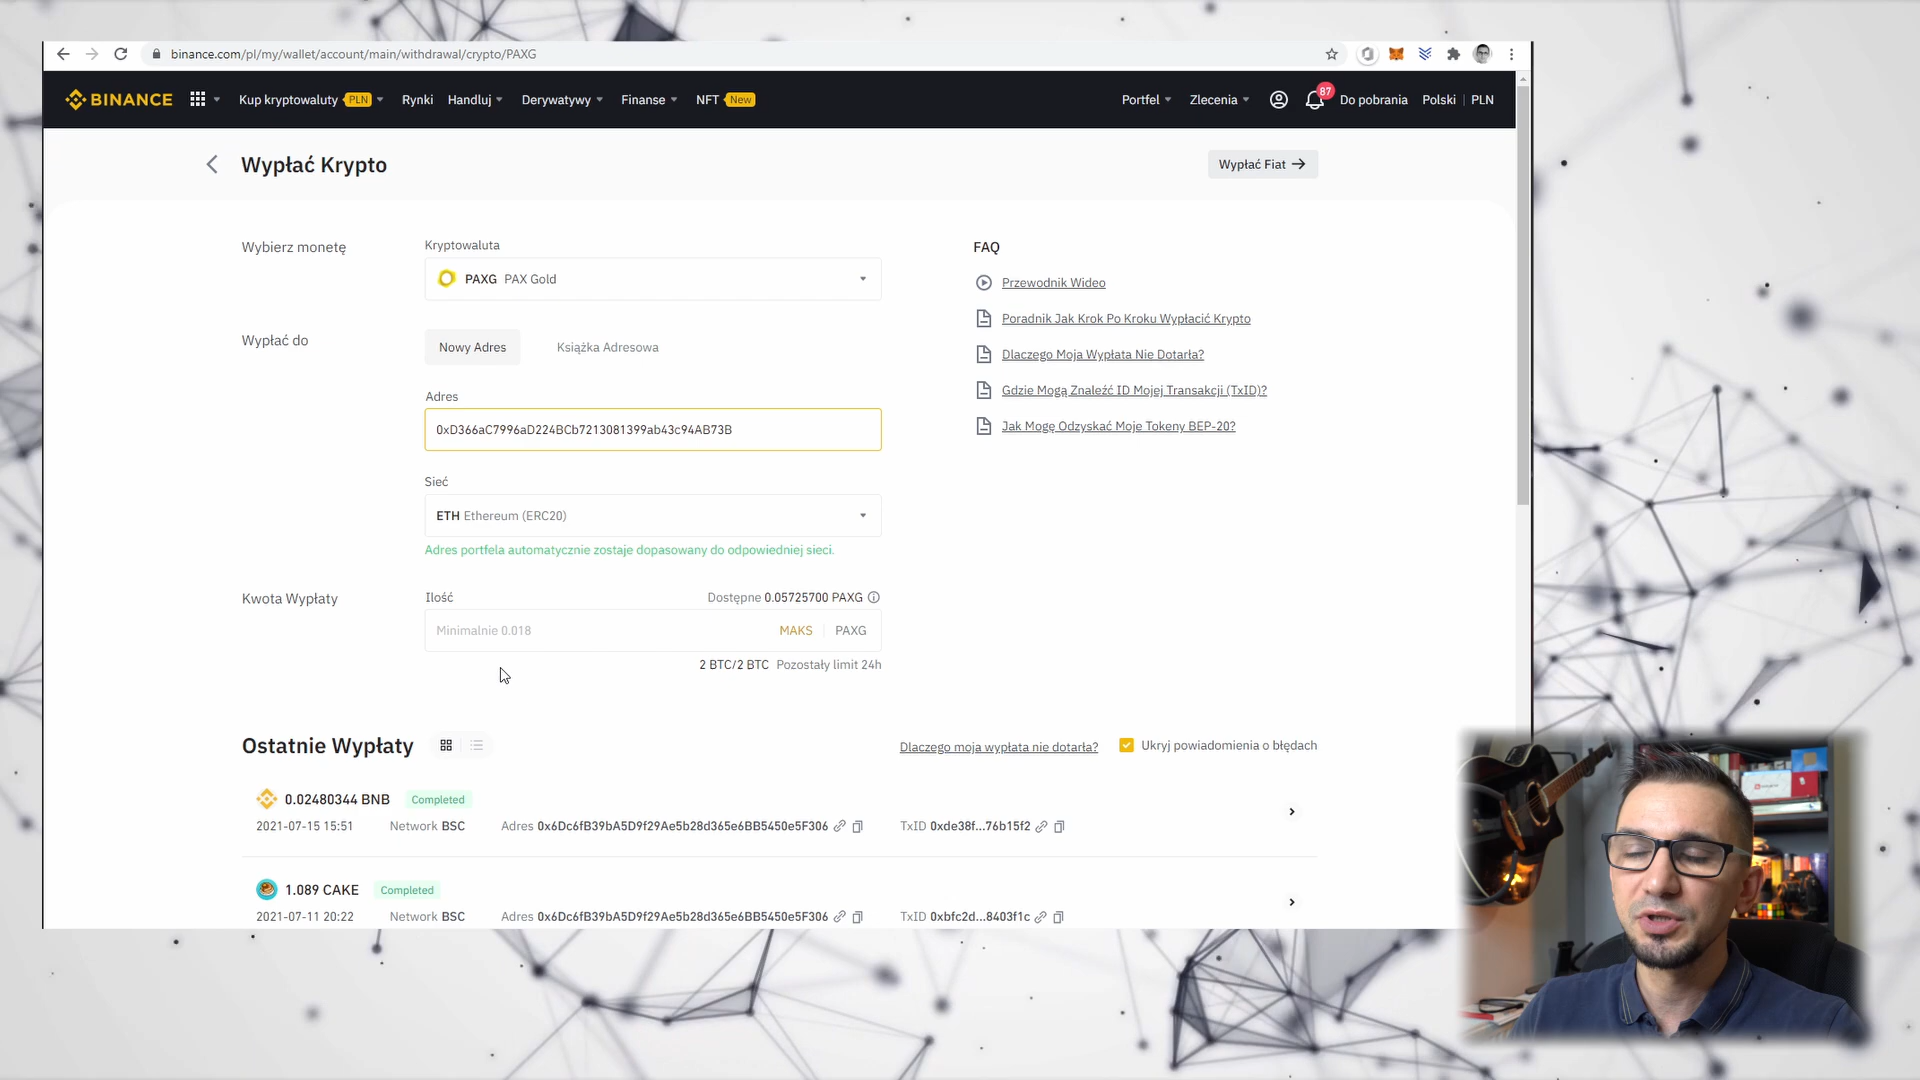 binance.com/pl/my/wallet/account/main/withdrawal/crypto/PAXG
BINANCE Kup kryptowaluty PLN Rynki Handluj Derywatywy Finanse NFT New Portfel Zlecenia 87 Do pobrania Polski | PLN
Wypłać Krypto
Wypłać Fiat →
Wybierz monetę
Kryptowaluta
PAXG PAX Gold
Wypłać do
Nowy Adres Książka Adresowa
Adres
0xD366aC7996aD224BCb7213081399ab43c94AB73B
Sieć
ETH Ethereum (ERC20)
Adres portfela automatycznie zostaje dopasowany do odpowiedniej sieci.
Kwota Wypłaty
Ilość Dostępne 0.05725700 PAXG
Minimalnie 0.018 MAKS PAXG
2 BTC/2 BTC Pozostały limit 24h
FAQ
Przewodnik Wideo
Poradnik Jak Krok Po Kroku Wypłacić Krypto
Dlaczego Moja Wypłata Nie Dotarła?
Gdzie Mogą Znaleźć ID Mojej Transakcji (TxID)?
Jak Mogę Odzyskać Moje Tokeny BEP-20?
Ostatnie Wypłaty
Dlaczego moja wypłata nie dotarła? Ukryj powiadomienia o błędach
0.02480344 BNB Completed
2021-07-15 15:51 Network BSC Adres 0x6Dc6fB39bA5D9f29Ae5b28d365e6BB5450e5F306 TxID 0xde38f...76b15f2
1.089 CAKE Completed
2021-07-11 20:22 Network BSC Adres 0x6Dc6fB39bA5D9f29Ae5b28d365e6BB5450e5F306 TxID 0xbfc2d...8403f1c